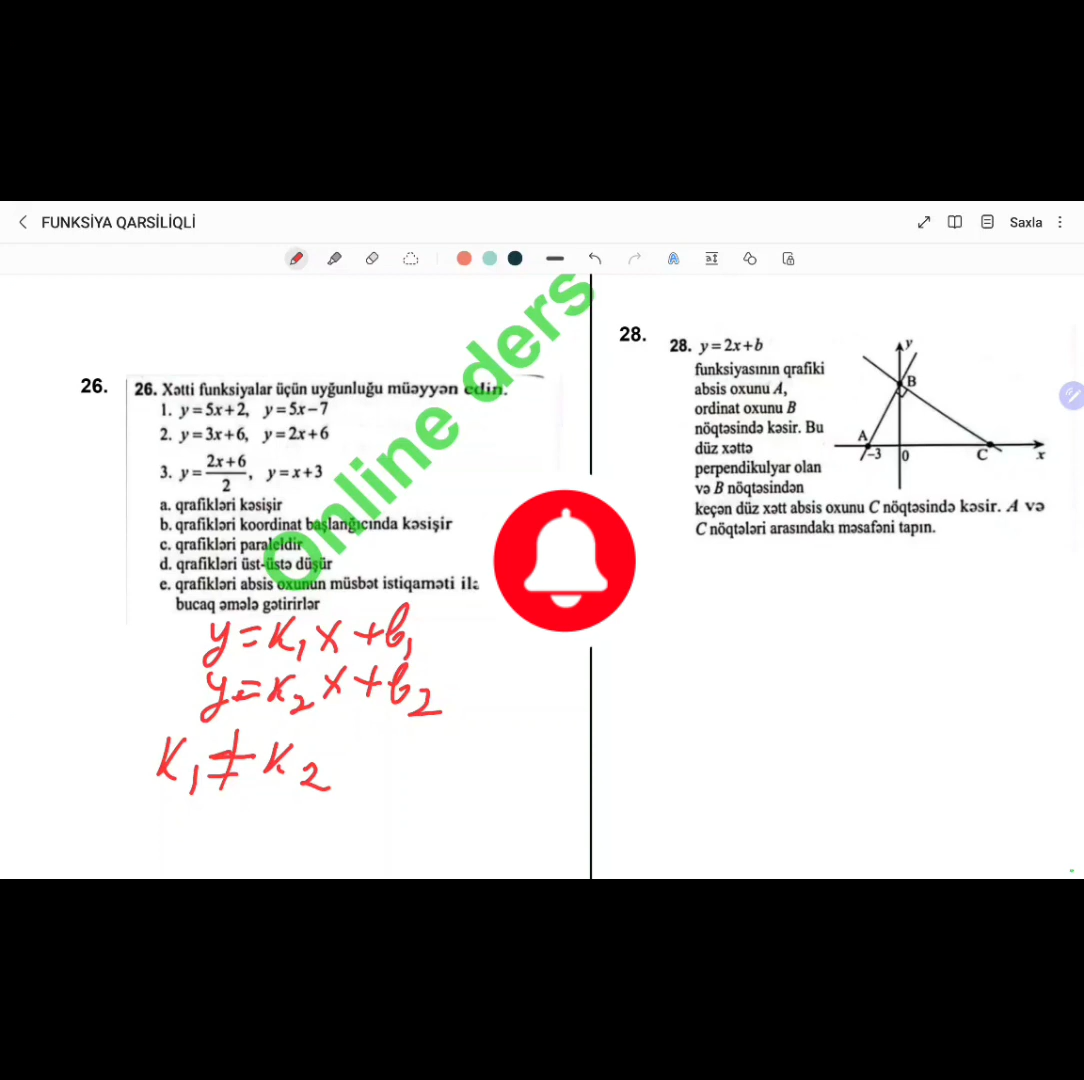 FUNKSİYA QARSİLİQLİ
Saxla
Online ders
26.
26. Xətti funksiyalar üçün uyğunluğu müəyyən edin.
1. y=5x+2, y=5x−7
2. y=3x+6, y=2x+6
3. y=\frac{2x+6}{2}, y=x+3
a. qrafikləri kəsişir
b. qrafikləri koordinat başlanğıcında kəsişir
c. qrafikləri paraleldir
d. qrafikləri üst-üstə düşür
e. qrafikləri absis oxunun müsbət istiqaməti ilə
bucaq əmələ gətirirlər
y=K₁x+b₁
y=K₂x+b₂
K₁≠K₂
28.
28. y=2x+b
funksiyasının qrafiki
absis oxunu A,
ordinat oxunu B
nöqtəsində kəsir. Bu
düz xəttə
perpendikulyar olan
və B nöqtəsindən
keçən düz xətt absis oxunu C nöqtəsində kəsir. A və
C nöqtələri arasındakı məsafəni tapın.
y
B
A
−3
0
C
x